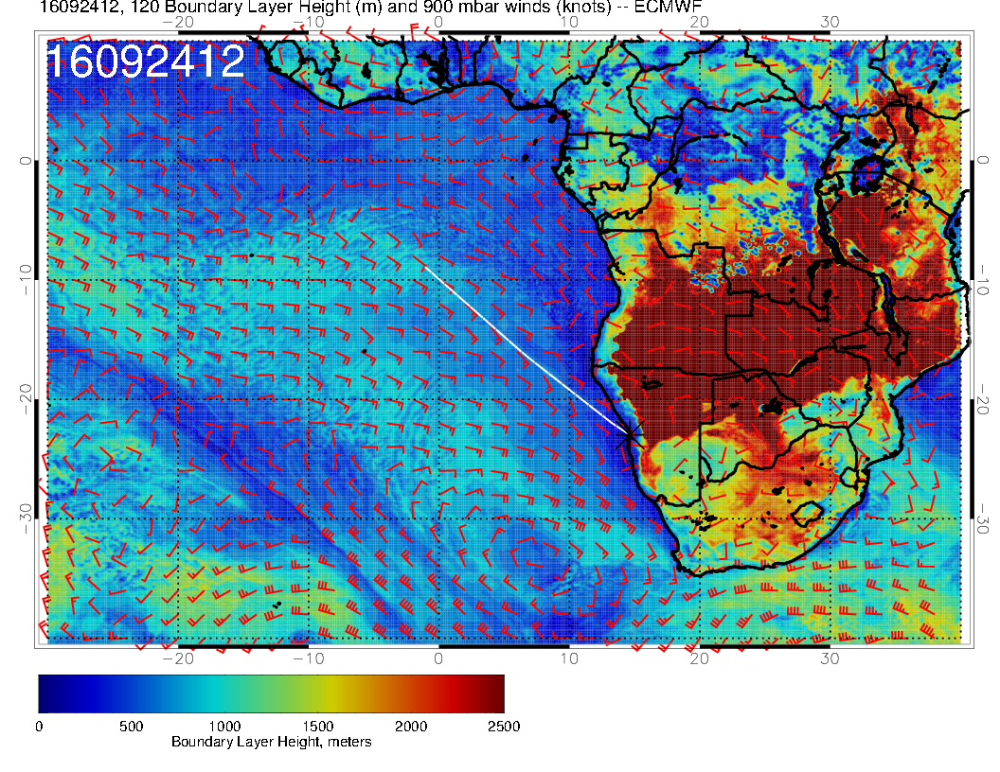 16092412, 120 Boundary Layer Height (m) and 900 mbar winds (knots) -- ECMWF
−20 −10 0 10 20 30
16092412
0 0
−10 −10
−20 −20
−30 −30
−20 −10 0 10 20 30
0 500 1000 1500 2000 2500
Boundary Layer Height, meters